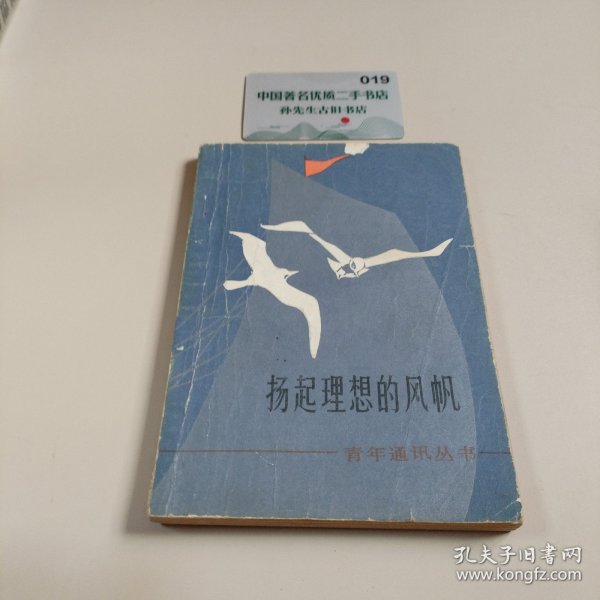 019
中国著名优质二手书店
孙先生古旧书店
扬起理想的风帆
青年通讯丛书
孔夫子旧书网
www.kongfz.com